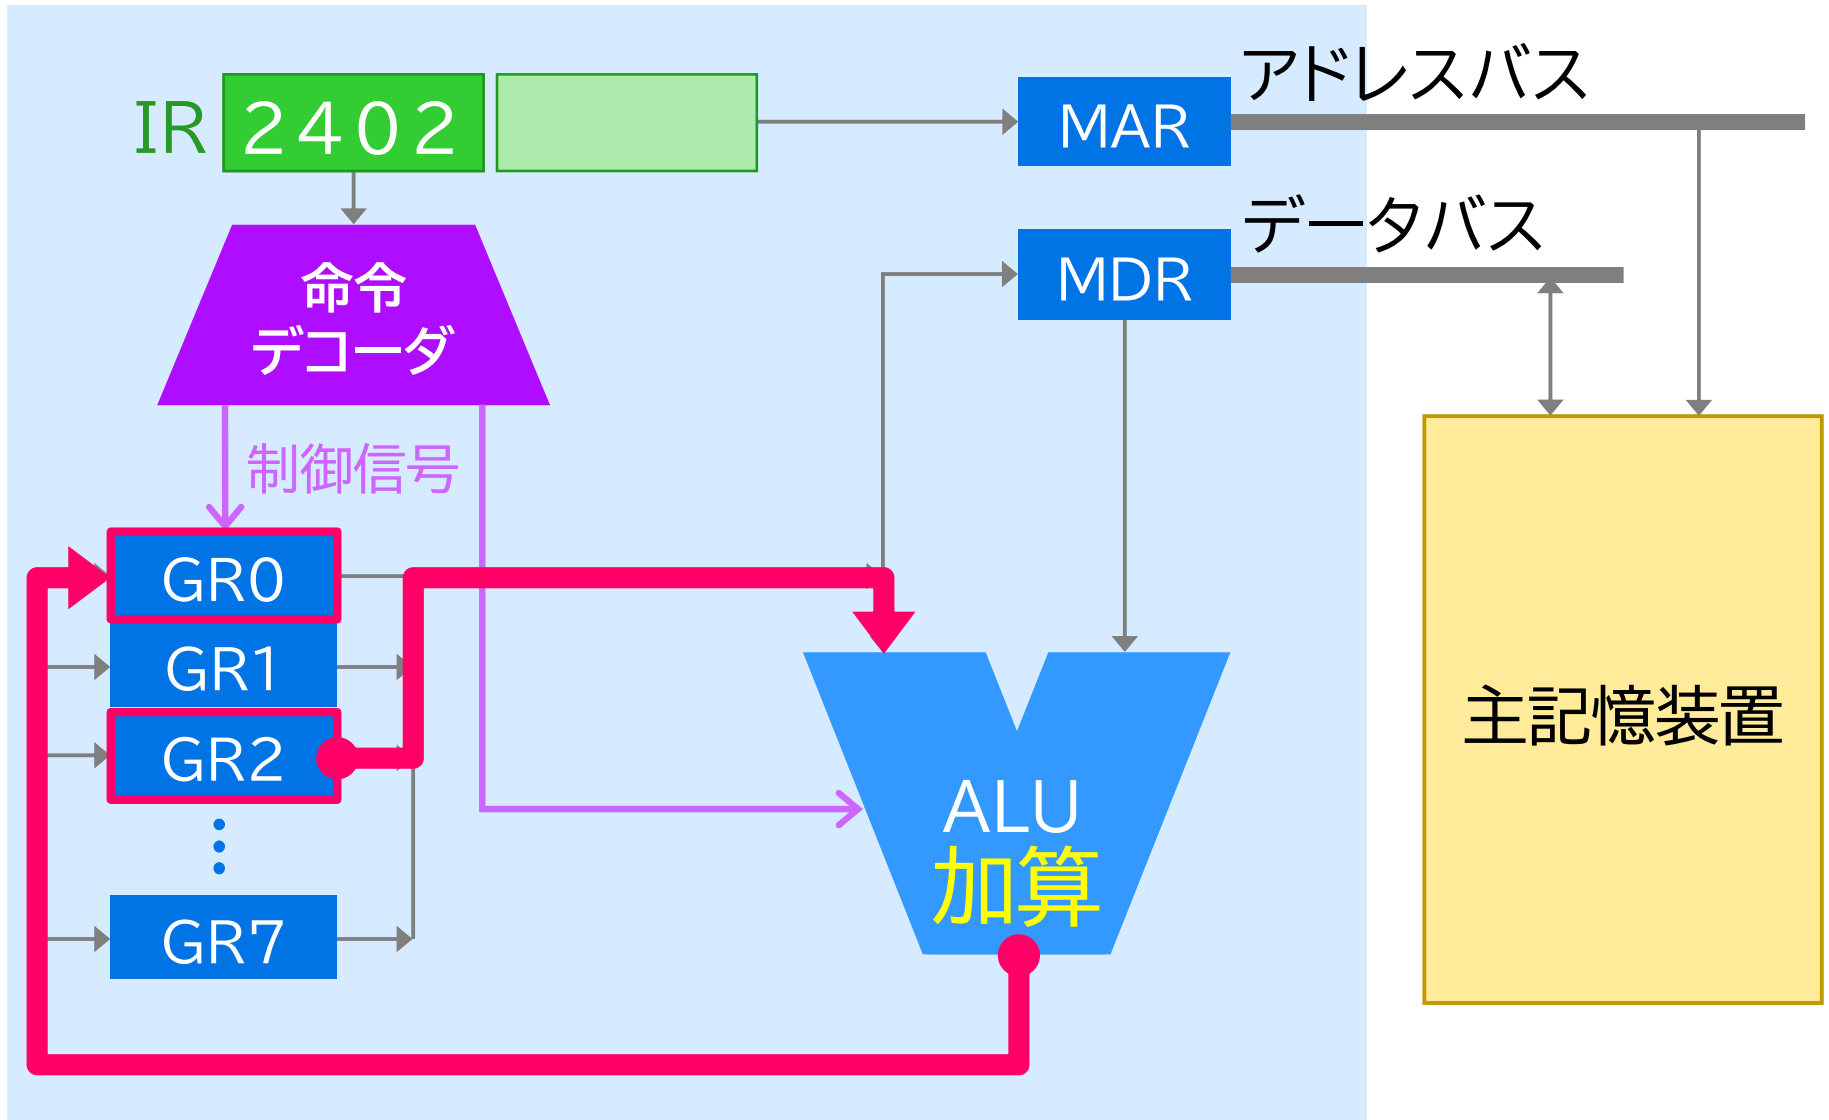 IR
2402
MAR
アドレスバス
MDR
データバス
命令
デコーダ
制御信号
GR0
GR1
GR2
GR7
ALU
加算
主記憶装置